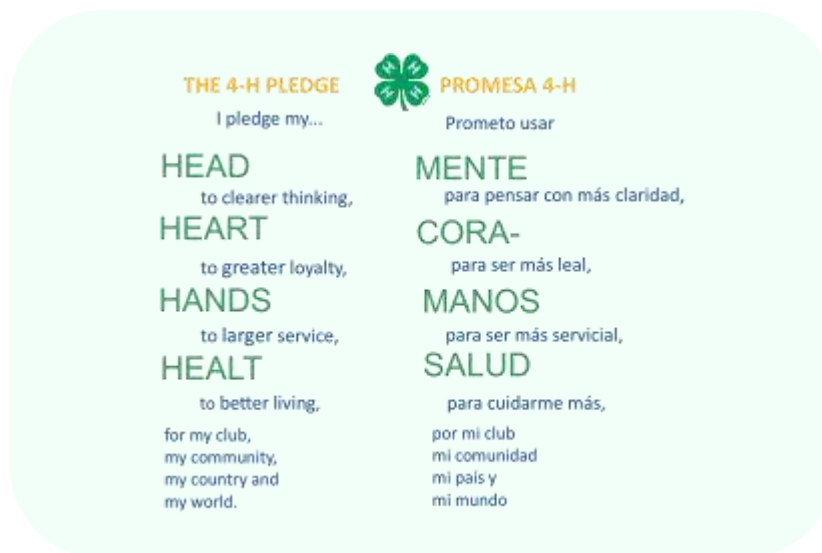 THE 4-H PLEDGE
I pledge my...
HEAD
to clearer thinking,
HEART
to greater loyalty,
HANDS
to larger service,
HEALT
to better living,
for my club,
my community,
my country and
my world.
H H
H H
PROMESA 4-H
Prometo usar
MENTE
para pensar con más claridad,
CORA-
para ser más leal,
MANOS
para ser más servicial,
SALUD
para cuidarme más,
por mi club
mi comunidad
mi país y
mi mundo